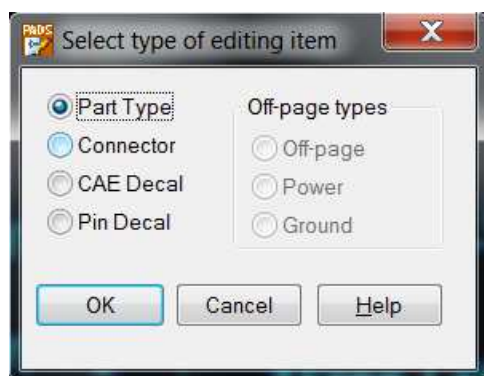 PADS
Select type of editing item
Part Type
Connector
CAE Decal
Pin Decal
Off-page types
Off-page
Power
Ground
OK
Cancel
Help